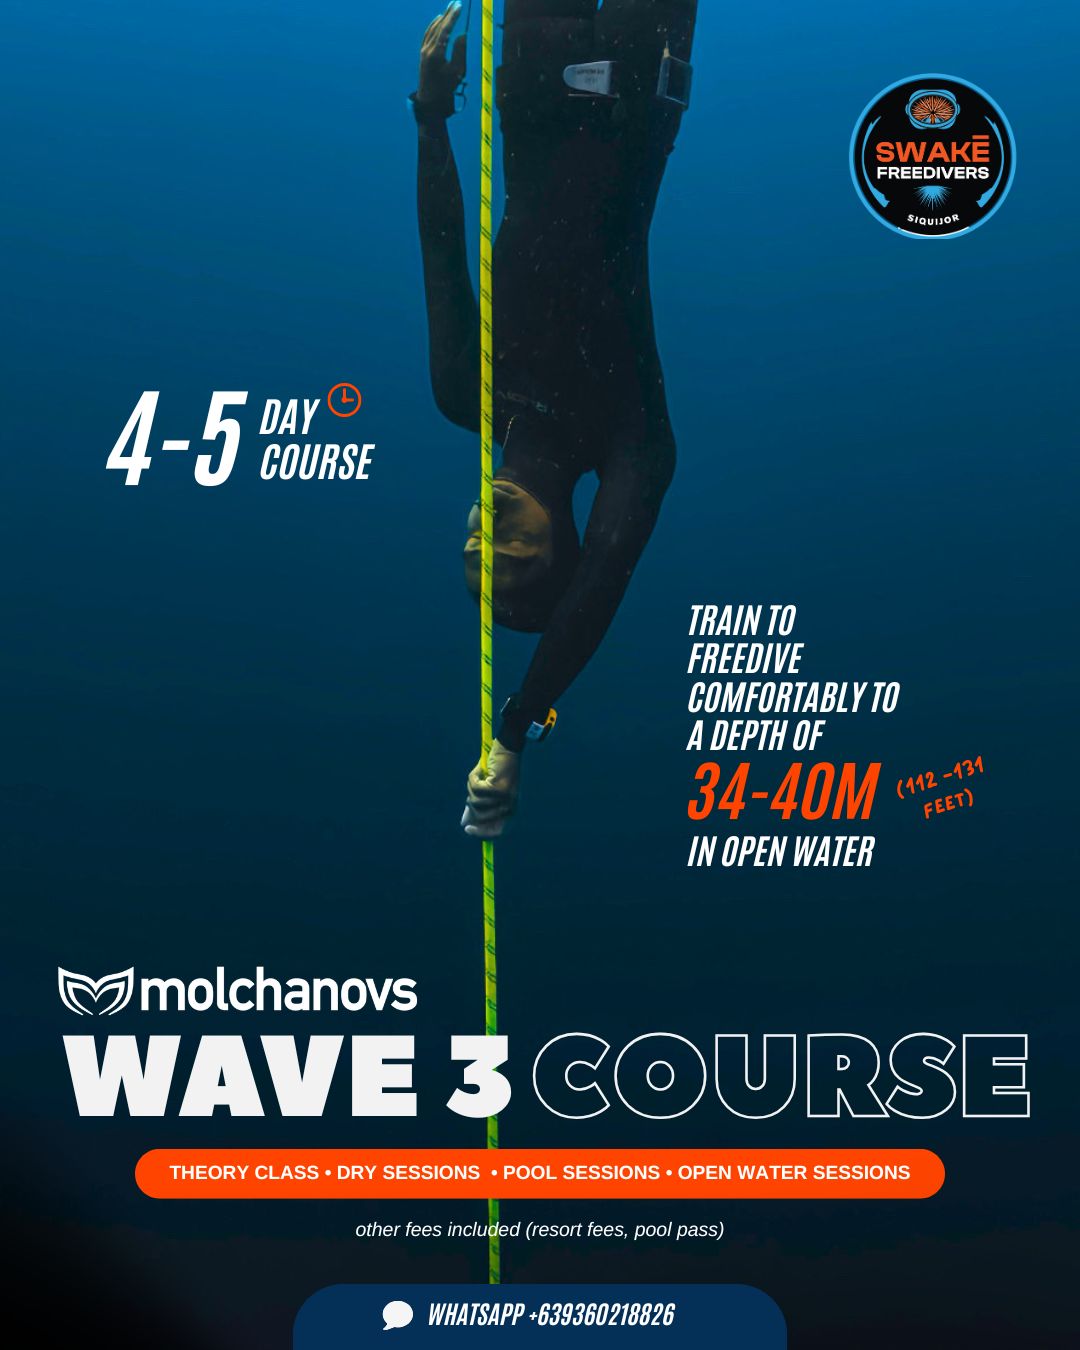 SWAKĒ
FREEDIVERS
SIQUIJOR
4-5 DAY
COURSE
TRAIN TO
FREEDIVE
COMFORTABLY TO
A DEPTH OF
34-40M (112 -131
FEET)
IN OPEN WATER
molchanovs
WAVE 3 COURSE
THEORY CLASS • DRY SESSIONS • POOL SESSIONS • OPEN WATER SESSIONS
other fees included (resort fees, pool pass)
WHATSAPP +639360218826